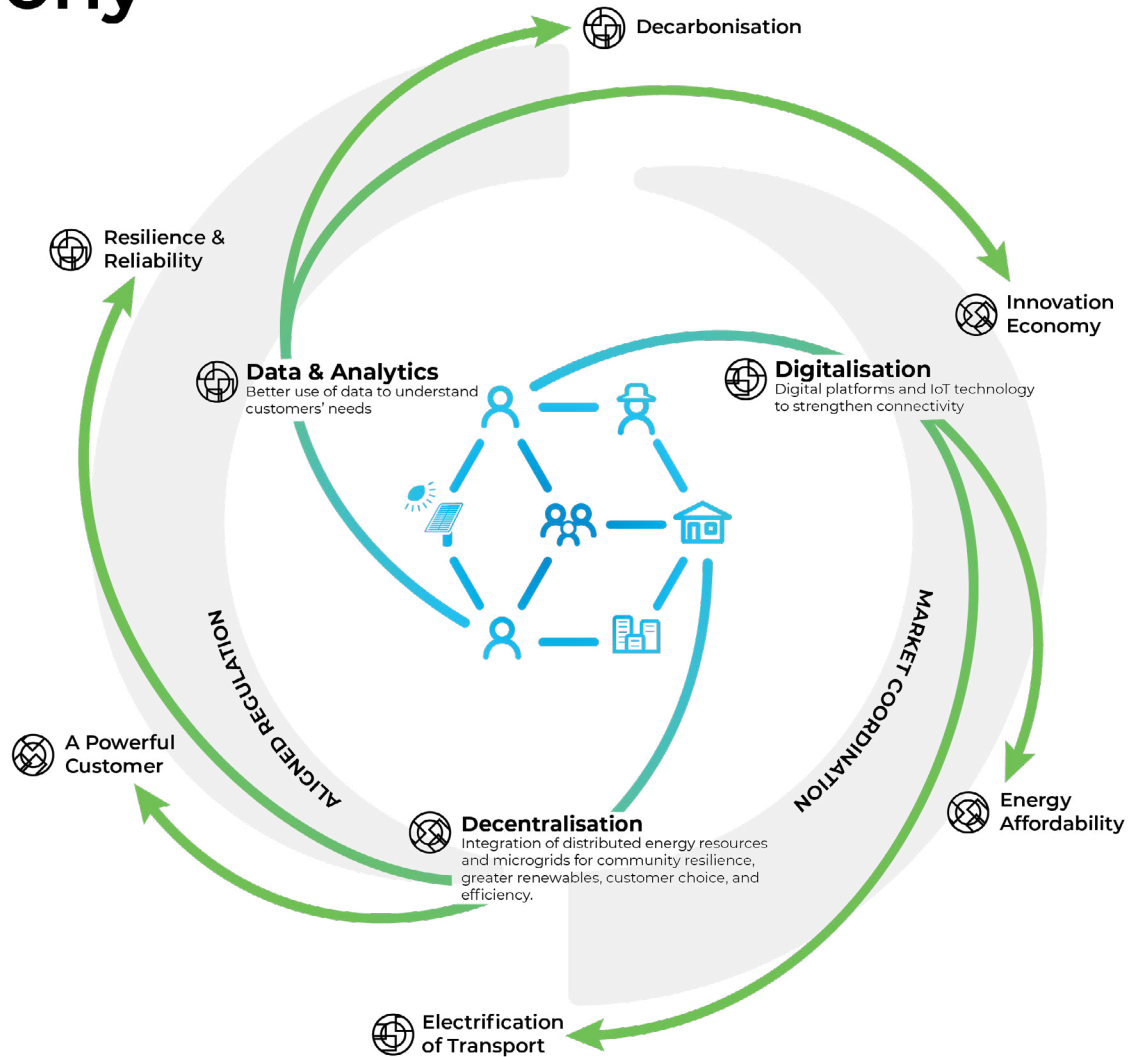 Decarbonisation
Resilience &
Reliability
Innovation
Economy
Data & Analytics
Better use of data to understand
customers' needs
Digitalisation
Digital platforms and IoT technology
to strengthen connectivity
ALIGNED REGULATION
MARKET COORDINATION
A Powerful
Customer
Energy
Affordability
Decentralisation
Integration of distributed energy resources
and microgrids for community resilience,
greater renewables, customer choice, and
efficiency.
Electrification
of Transport